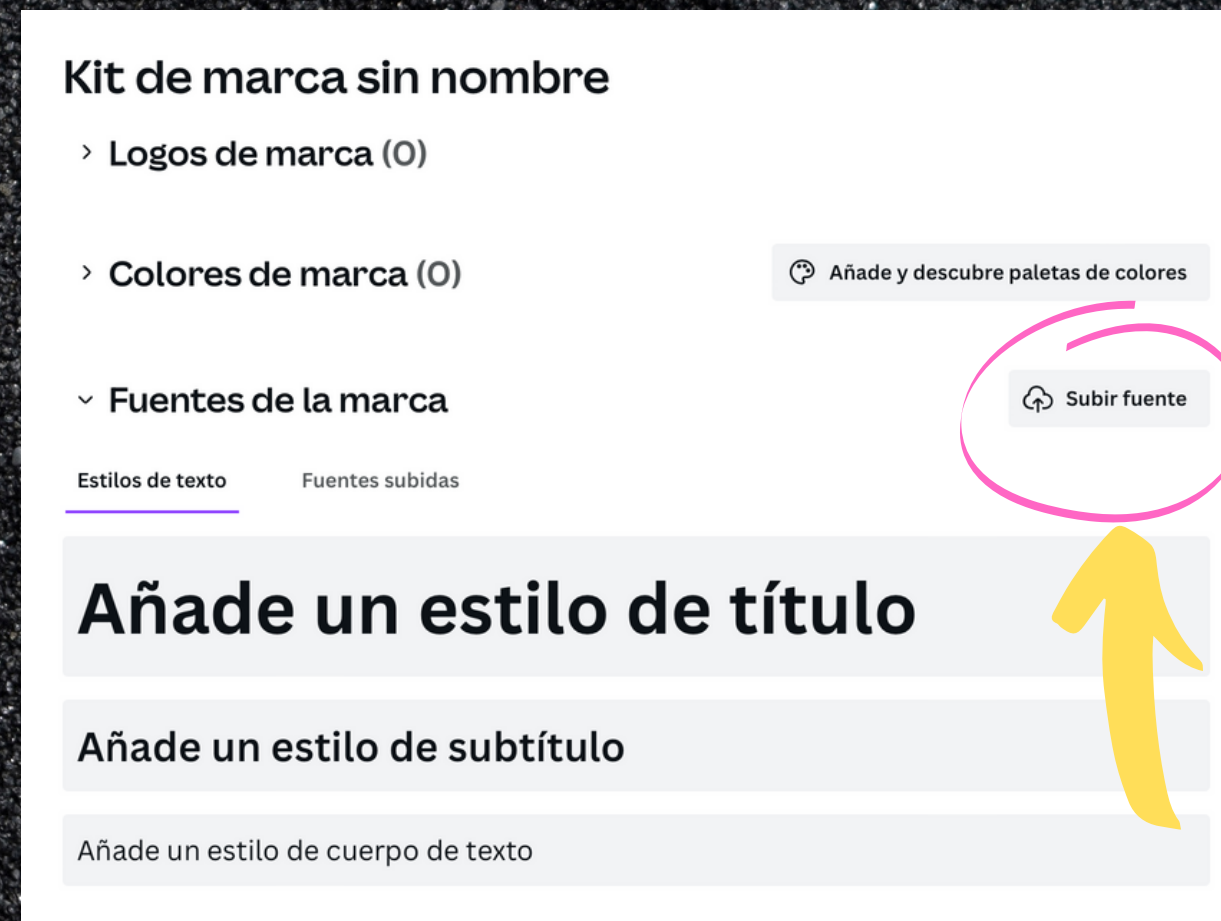 Kit de marca sin nombre
Logos de marca (0)
Colores de marca (0)
Añade y descubre paletas de colores
Fuentes de la marca
Subir fuente
Estilos de texto
Fuentes subidas
Añade un estilo de título
Añade un estilo de subtítulo
Añade un estilo de cuerpo de texto